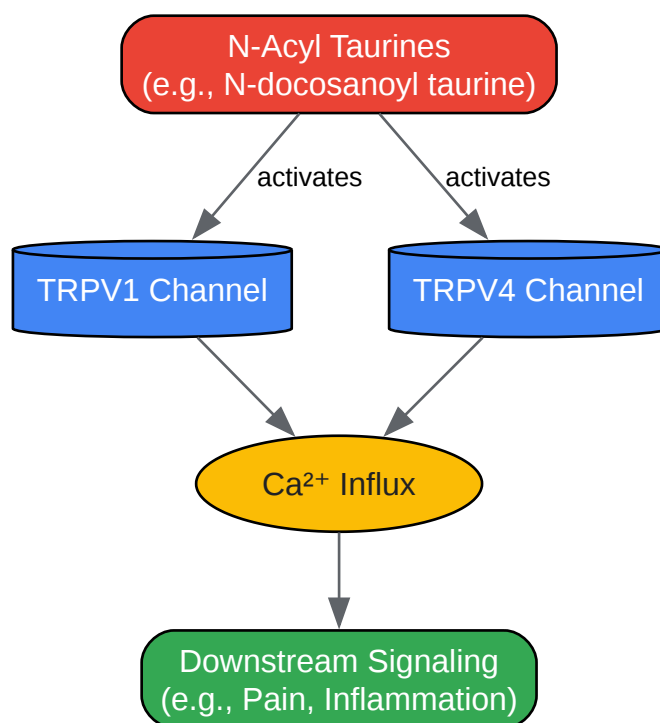 N-Acyl Taurines
(e.g., N-docosanoyl taurine)
activates
activates
TRPV1 Channel
TRPV4 Channel
Ca²⁺ Influx
Downstream Signaling
(e.g., Pain, Inflammation)